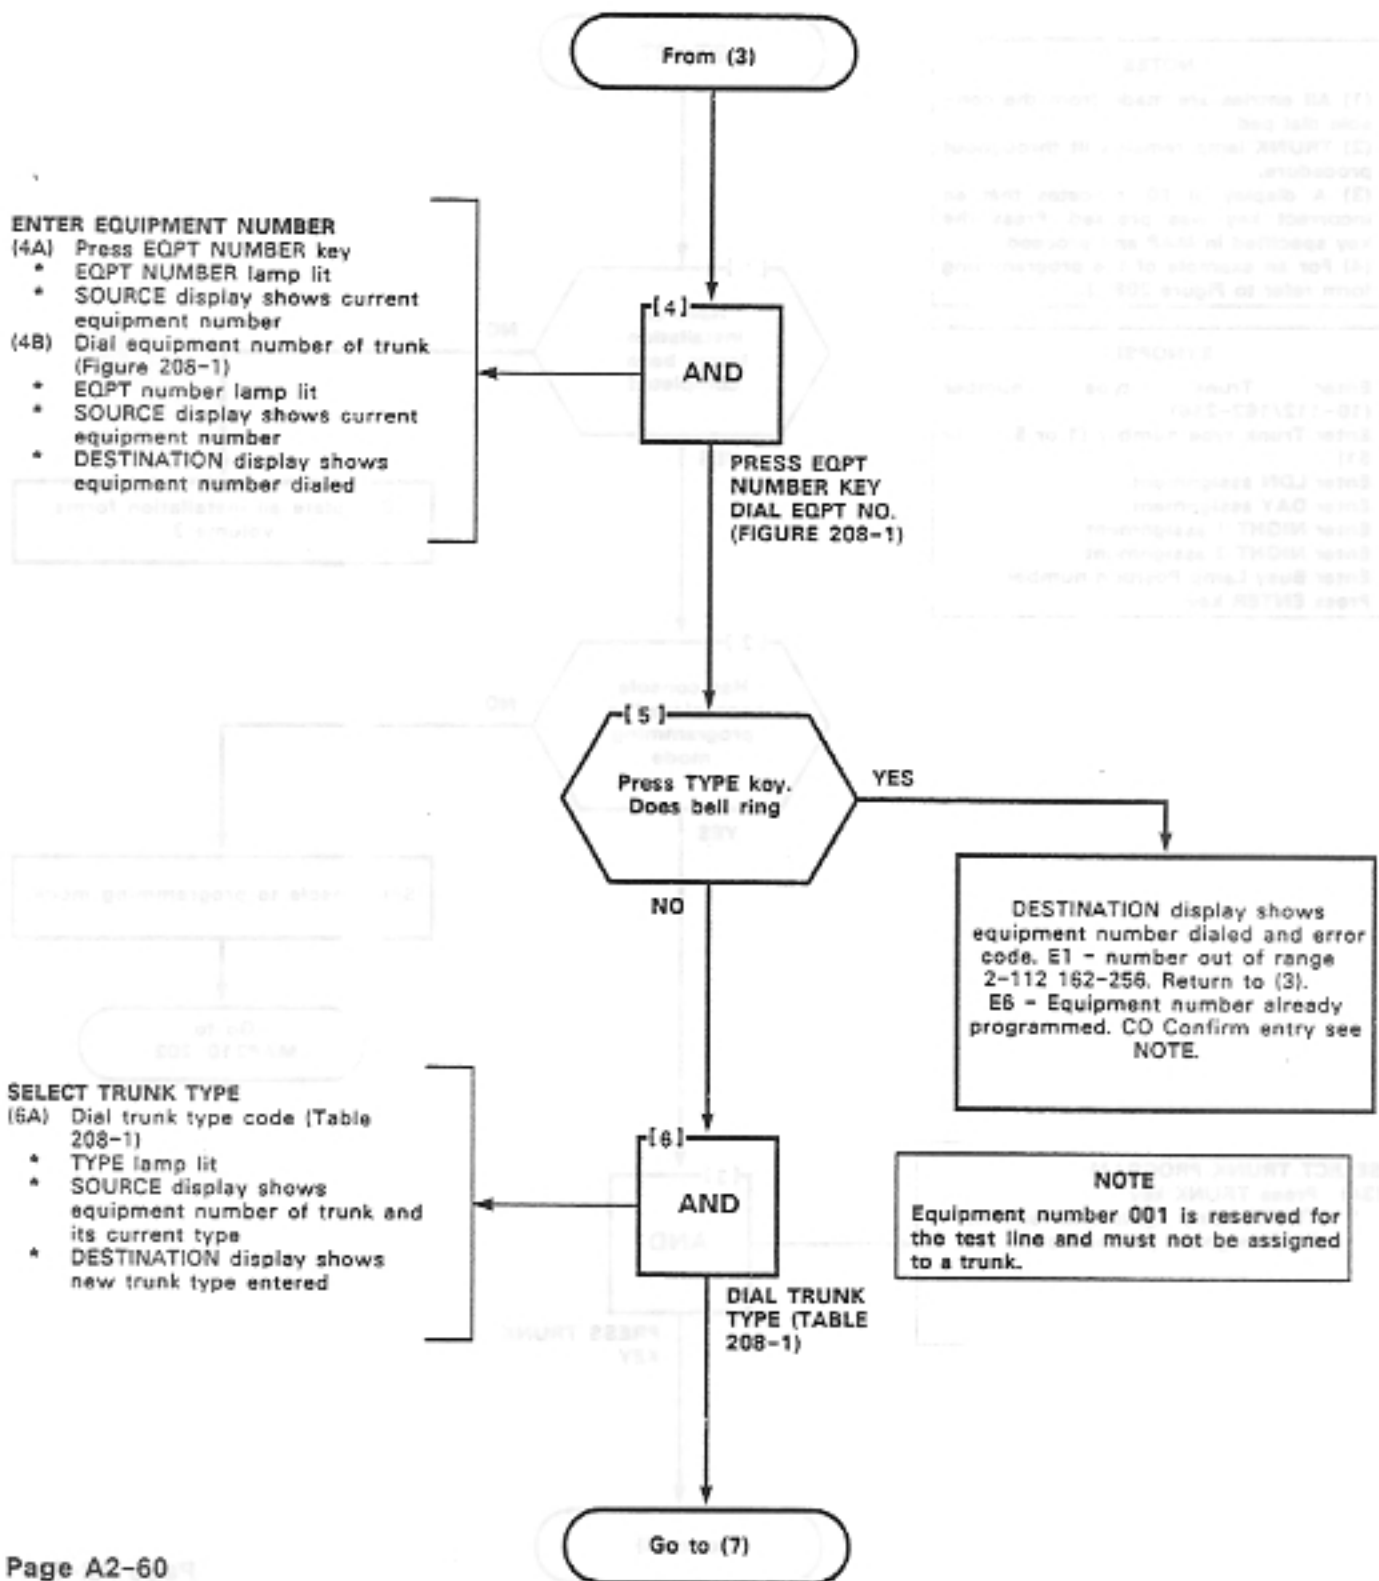 From (3)
ENTER EQUIPMENT NUMBER
(4A) Press EQPT NUMBER key
* EQPT NUMBER lamp lit
* SOURCE display shows current
equipment number
(4B) Dial equipment number of trunk
(Figure 208-1)
* EQPT number lamp lit
* SOURCE display shows current
equipment number
* DESTINATION display shows
equipment number dialed
[4]
AND
PRESS EQPT
NUMBER KEY
DIAL EQPT NO.
(FIGURE 208-1)
[5]
Press TYPE key.
Does bell ring
YES
NO
DESTINATION display shows
equipment number dialed and error
code. E1 - number out of range
2-112 162-256. Return to (3).
E6 - Equipment number already
programmed. CO Confirm entry see
NOTE.
SELECT TRUNK TYPE
(6A) Dial trunk type code (Table
208-1)
* TYPE lamp lit
* SOURCE display shows
equipment number of trunk and
its current type
* DESTINATION display shows
new trunk type entered
[6]
AND
DIAL TRUNK
TYPE (TABLE
208-1)
NOTE
Equipment number 001 is reserved for
the test line and must not be assigned
to a trunk.
Go to (7)
Page A2-60